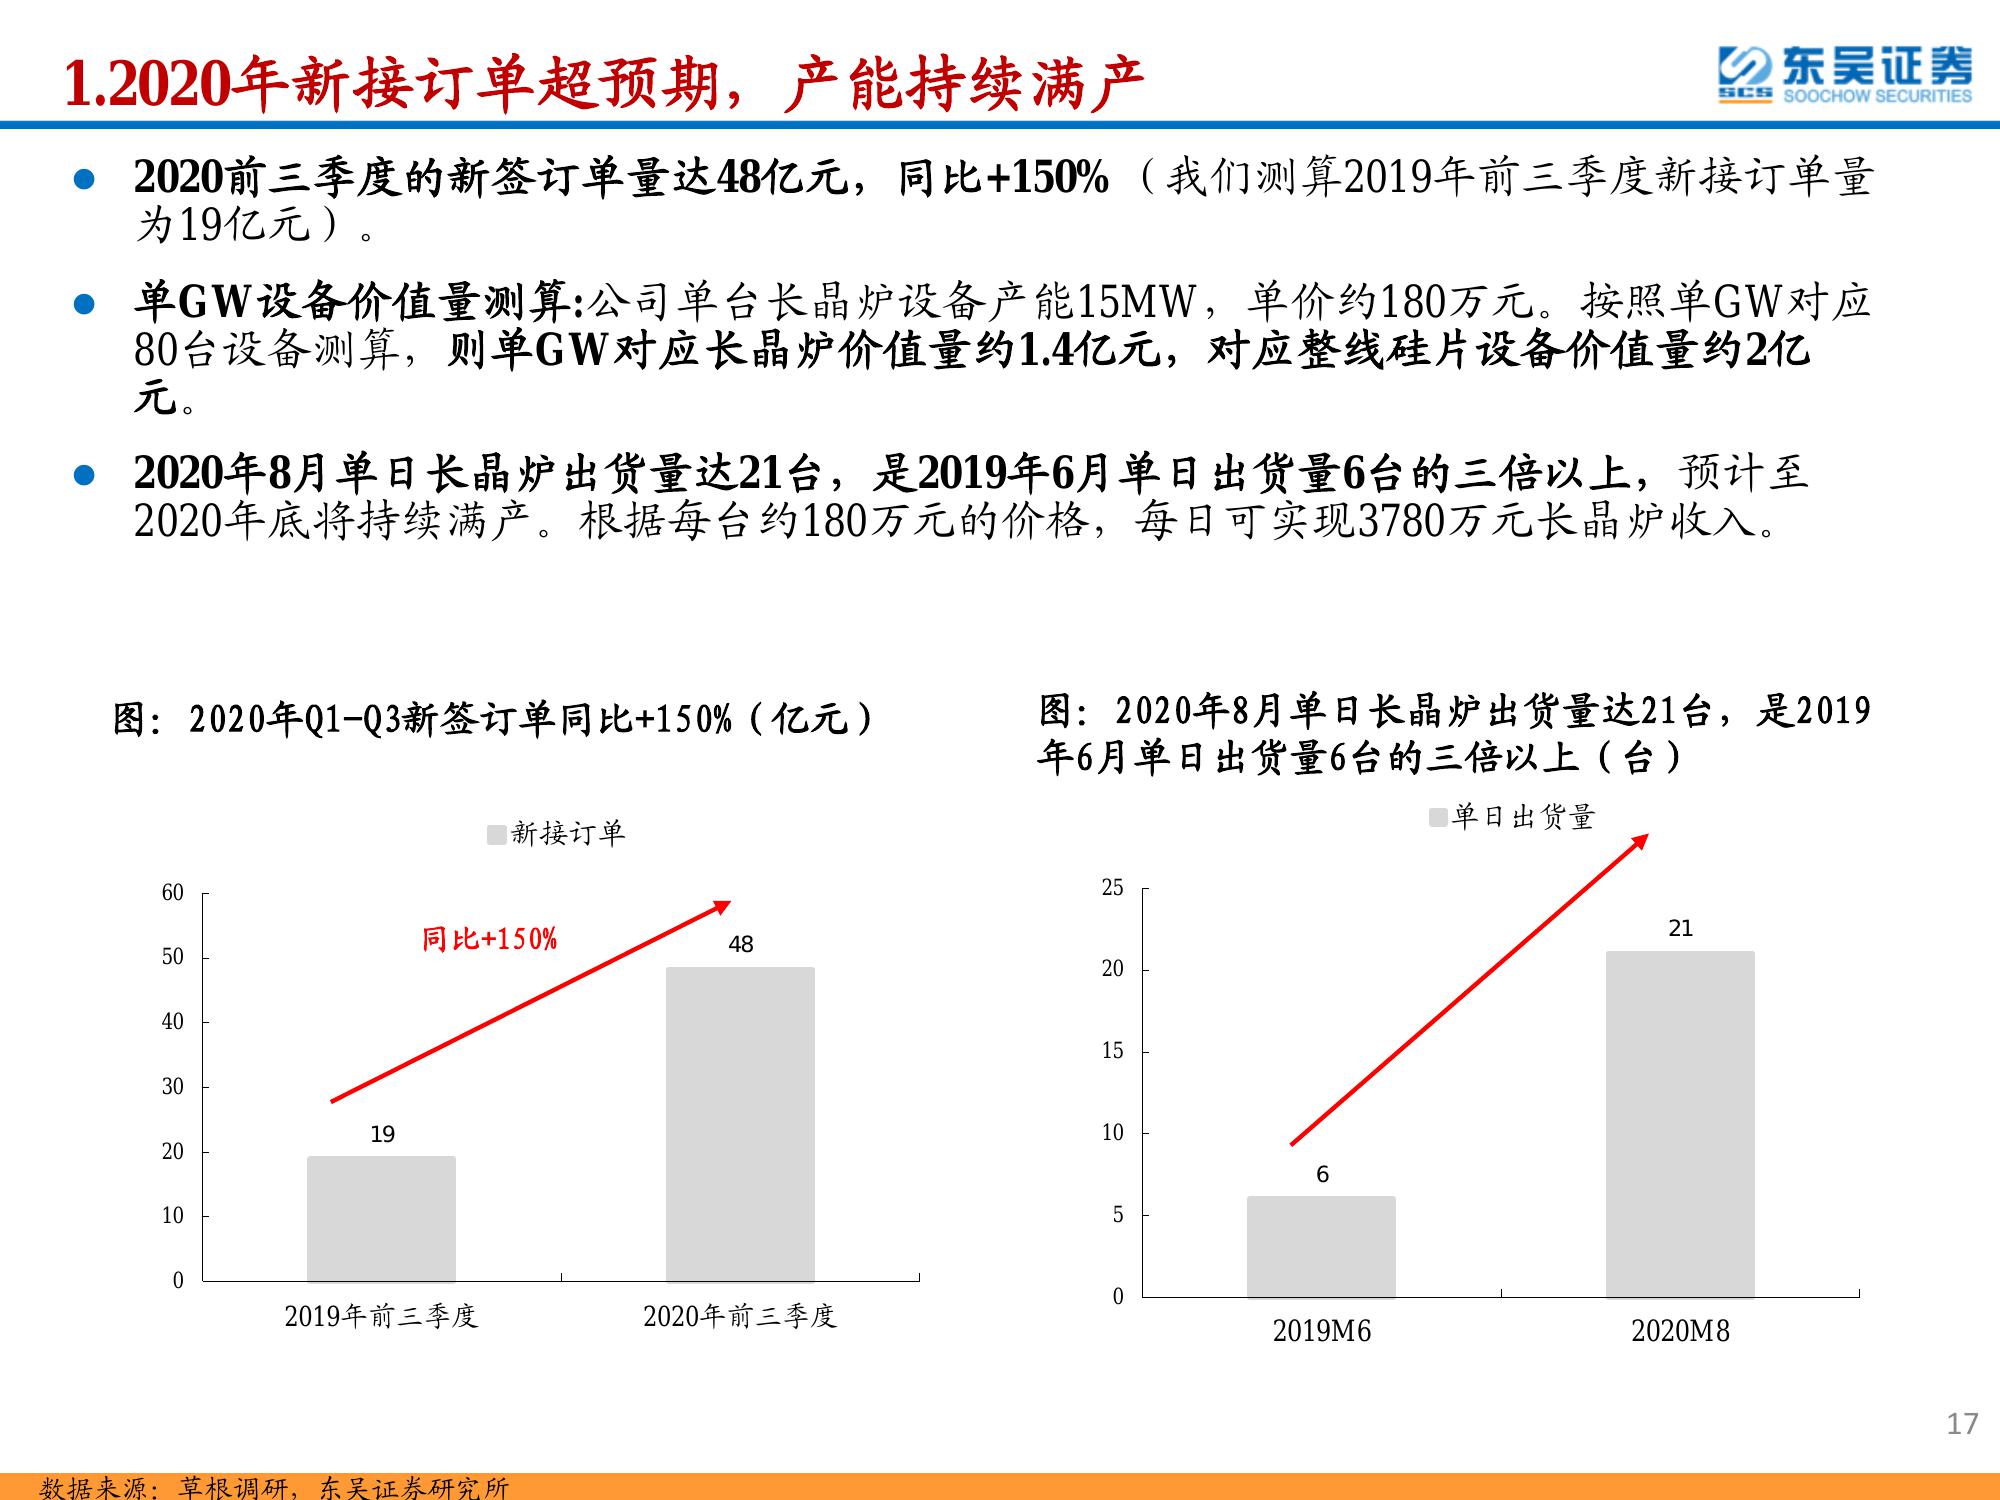 1.2020年新接订单超预期，产能持续满产
东吴证券
SCS SOOCHOW SECURITIES
● 2020前三季度的新签订单量达48亿元，同比+150%（我们测算2019年前三季度新接订单量
为19亿元）。
● 单GW设备价值量测算:公司单台长晶炉设备产能15MW，单价约180万元。按照单GW对应
80台设备测算，则单GW对应长晶炉价值量约1.4亿元，对应整线硅片设备价值量约2亿
元。
● 2020年8月单日长晶炉出货量达21台，是2019年6月单日出货量6台的三倍以上，预计至
2020年底将持续满产。根据每台约180万元的价格，每日可实现3780万元长晶炉收入。
图：2020年Q1-Q3新签订单同比+150%（亿元）
新接订单
60
50
40
30
20
10
0
同比+150%
19
48
2019年前三季度
2020年前三季度
图：2020年8月单日长晶炉出货量达21台，是2019
年6月单日出货量6台的三倍以上（台）
单日出货量
25
20
15
10
5
0
6
21
2019M6
2020M8
17
数据来源：草根调研，东吴证券研究所